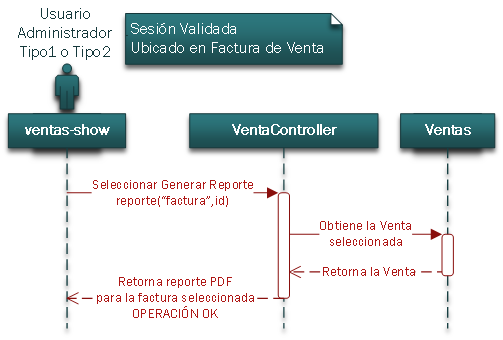 Usuario
Administrador
Tipo1 o Tipo2
Sesión Validada
Ubicado en Factura de Venta
ventas-show
VentaController
Ventas
Seleccionar Generar Reporte
reporte("factura",id)
Obtiene la Venta
seleccionada
Retorna la Venta
Retorna reporte PDF
para la factura seleccionada
OPERACIÓN OK